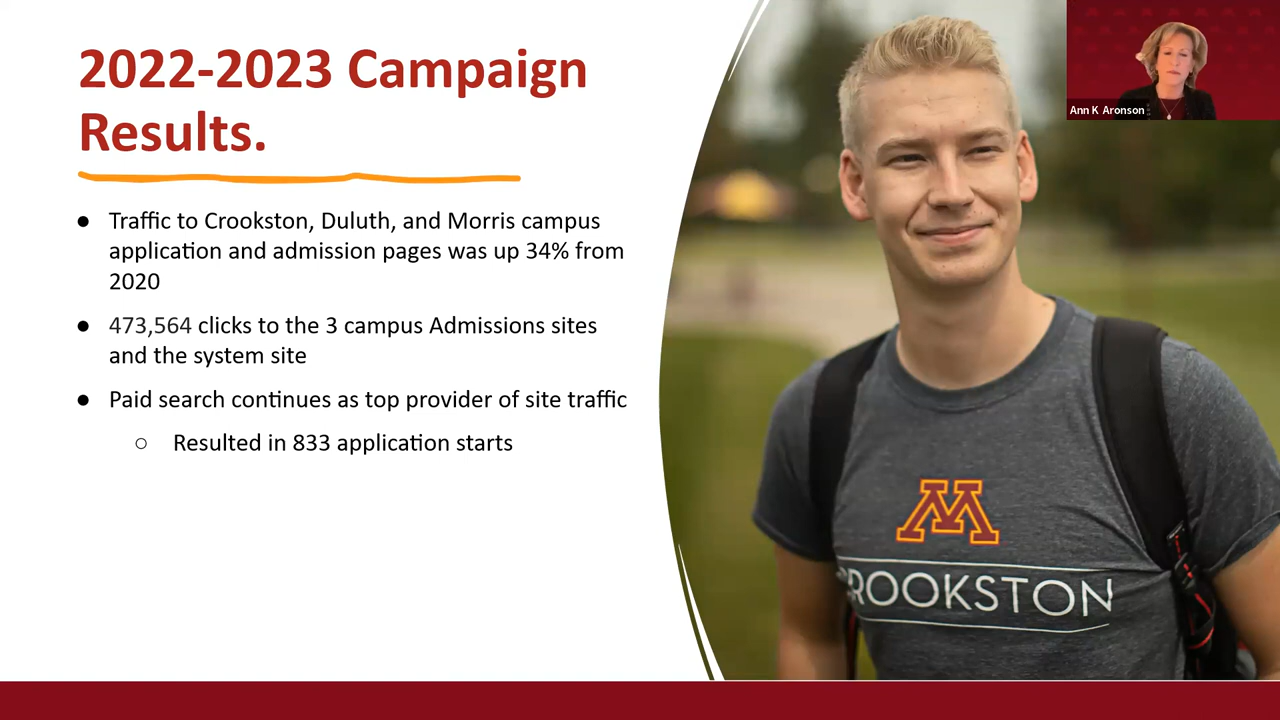 2022-2023 Campaign
Results.
● Traffic to Crookston, Duluth, and Morris campus
application and admission pages was up 34% from
2020
● 473,564 clicks to the 3 campus Admissions sites
and the system site
● Paid search continues as top provider of site traffic
○ Resulted in 833 application starts
Ann K Aronson
M
CROOKSTON